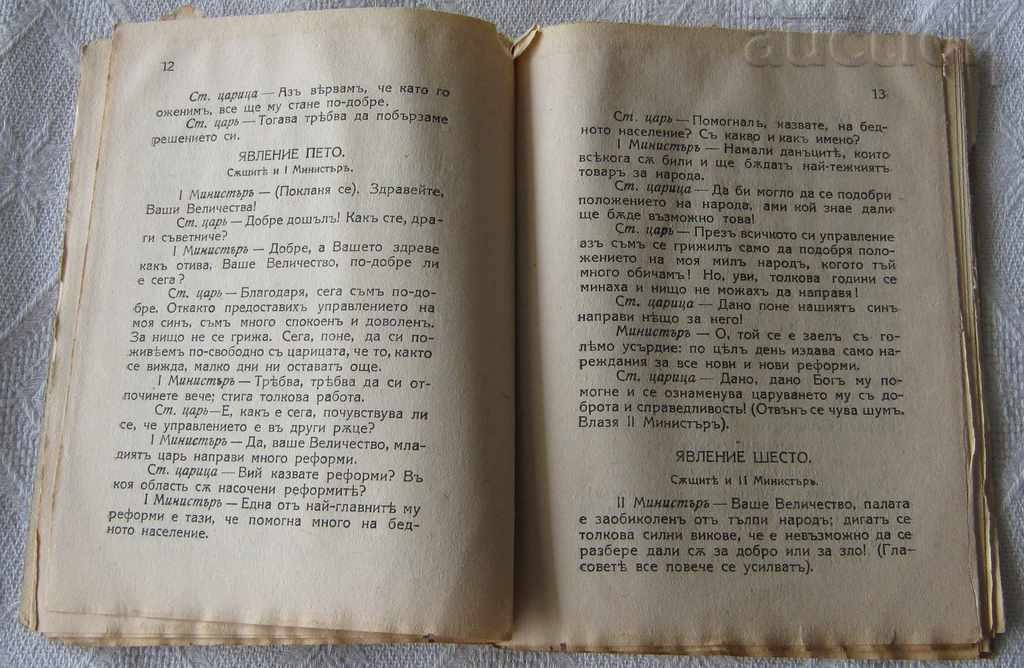 12
Ст. царица — Азъ вѣрвамъ, че като го
оженимъ, все ще му стане по-добре.
Ст. царь — Тогава трѣбва да побързаме
решението си.
ЯВЛЕНИЕ ПЕТО.
Сѫщитѣ и I Министъръ.
I Министъръ — (Покланя се). Здравейте,
Ваши Величества!
Ст. царь — Добре дошълъ! Какъ сте, дра-
ги съветниче?
I Министъръ — Добре, а Вашето здраве
какъ отива, Ваше Величество, по-добре ли
е сега?
Ст. царь — Благодаря, сега съмъ по-до-
бре. Откакто предоставихъ управлението на
моя синъ, съмъ много спокоенъ и доволенъ.
За нищо не се грижа. Сега, поне, да си по-
живѣемъ по-свободно съ царицата, че то, както
се вижда, малко дни ни оставатъ още.
I Министъръ — Трѣбва, трѣбва да си от-
починете вече; стига толкова работа.
Ст. царь — Е, какъ е сега, почувствува ли
се, че управлението е въ други рѫце?
I Министъръ — Да, ваше Величество, мла-
диятъ царь направи много реформи.
Ст. царица — Вий казвате реформи? Въ
коя область сѫ насочени реформитѣ?
I Министъръ — Една отъ най-главнитѣ му
реформи е тази, че помогна много на бед-
ното население.
13
Ст. царь — Помогналъ, казвате, на бед-
ното население? Съ какво и какъ именно?
I Министъръ — Намали данъцитѣ, които
всѣкога сѫ били и ще бѫдатъ най-тежкиятъ
товаръ за народа.
Ст. царица — Да би могло да се подобри
положението на народа, ами кой знае дали
ще бѫде възможно това!
Ст. царь — Презъ всичкото си управление
азъ съмъ се грижилъ само да подобря поло-
жението на моя милъ народъ, когото тъй
много обичамъ! Но, уви, толкова години се
минаха и нищо не можахъ да направя!
Ст. царица — Дано поне нашиятъ синъ
направи нѣщо за него!
Министъръ — О, той се е заелъ съ го-
лѣмо усърдие: по цѣлъ день издава само на-
реждания за все нови и нови реформи.
Ст. царица — Дано, дано Богъ му по-
могне и се ознаменува царуването му съ до-
брота и справедливость! (Отвънъ се чува шумъ.
Влазя II Министъръ).
ЯВЛЕНИЕ ШЕСТО.
Сѫщитѣ и II Министъръ.
II Министъръ — Ваше Величество, палата
е заобиколенъ отъ тълпи народъ; дигатъ се
толкова силни викове, че е невъзможно да се
разбере дали сѫ за добро или за зло! (Гла-
советѣ все повече се усилватъ).